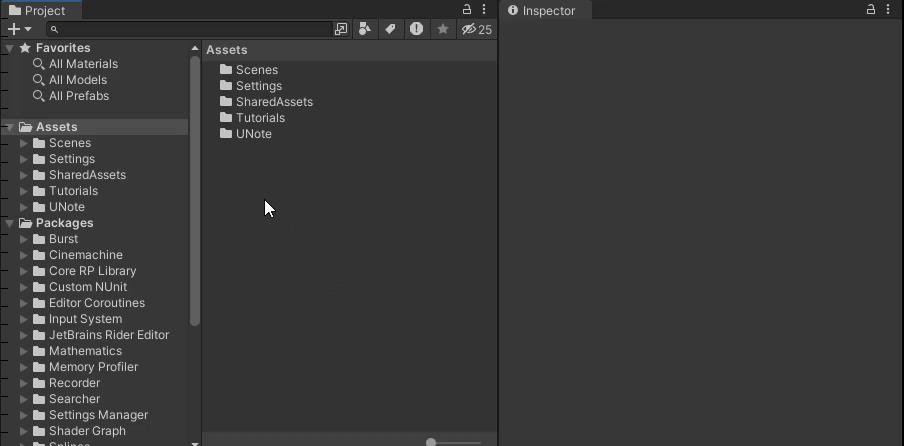 Project
Inspector
25
Favorites
All Materials
All Models
All Prefabs
Assets
Scenes
Settings
SharedAssets
Tutorials
UNote
Packages
Burst
Cinemachine
Core RP Library
Custom NUnit
Editor Coroutines
Input System
JetBrains Rider Editor
Mathematics
Memory Profiler
Recorder
Searcher
Settings Manager
Shader Graph
Splines
Assets
Scenes
Settings
SharedAssets
Tutorials
UNote